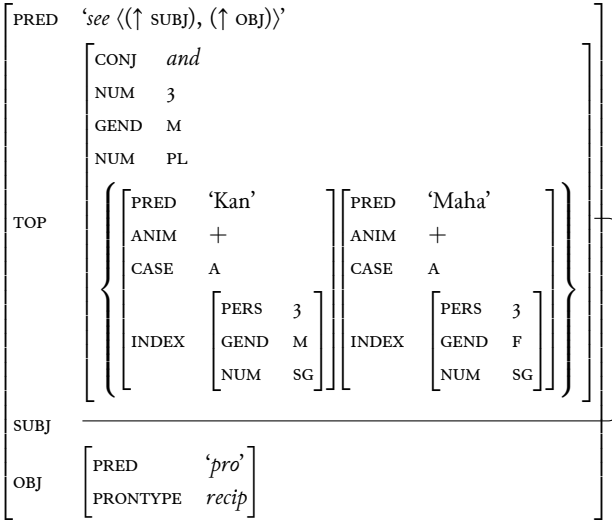 PRED ‘see ⟨(↑ SUBJ), (↑ OBJ)⟩’
CONJ and
NUM 3
GEND M
NUM PL
PRED ‘Kan’ PRED ‘Maha’
TOP ANIM + ANIM +
CASE A CASE A
PERS 3 PERS 3
INDEX GEND M INDEX GEND F
NUM SG NUM SG
SUBJ
PRED ‘pro’
OBJ
PRONTYPE recip